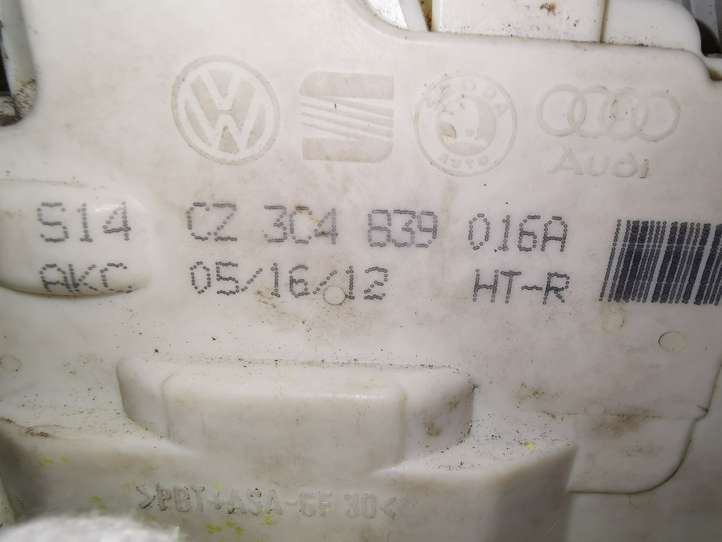 SKODA
AUTO
Audi
S14 CZ 3C4 839 016A
AKC 05/16/12 HT-R
>PBT+ASA-GF 30<